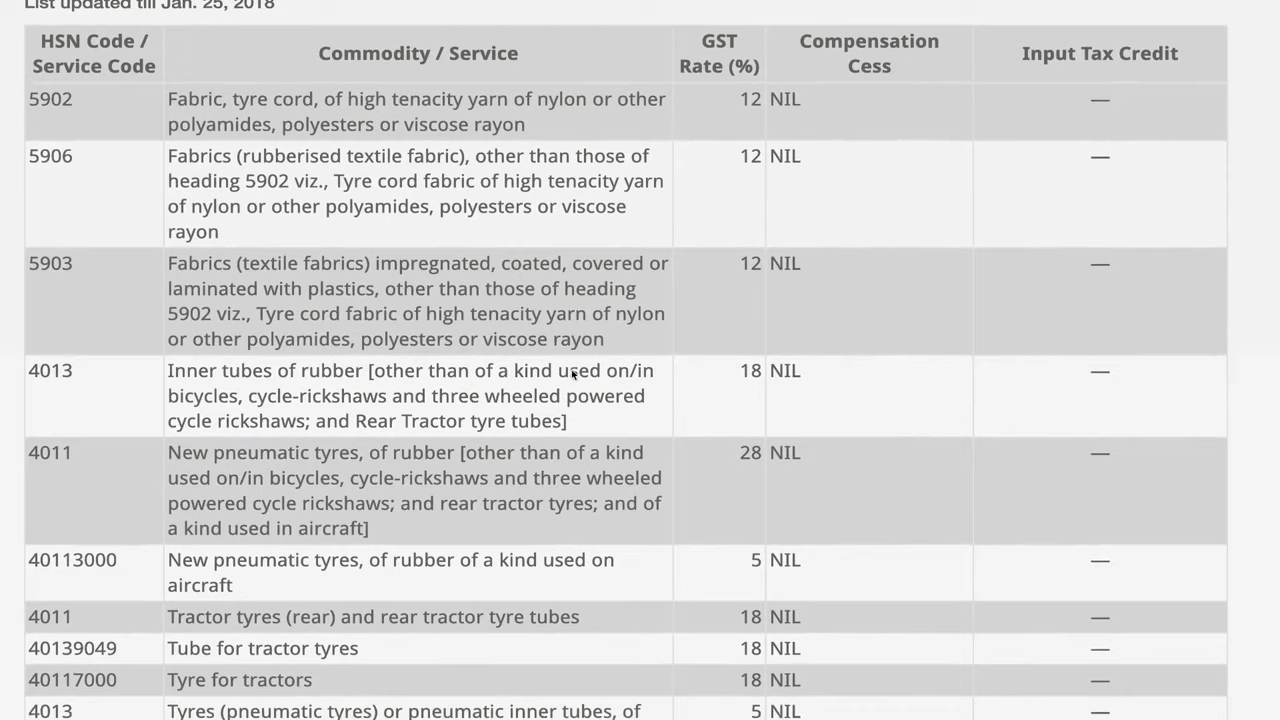 List updated till Jan. 25, 2018
HSN Code / Service Code Commodity / Service GST Rate (%) Compensation Cess Input Tax Credit
5902 Fabric, tyre cord, of high tenacity yarn of nylon or other 12 NIL —
polyamides, polyesters or viscose rayon
5906 Fabrics (rubberised textile fabric), other than those of 12 NIL —
heading 5902 viz., Tyre cord fabric of high tenacity yarn
of nylon or other polyamides, polyesters or viscose
rayon
5903 Fabrics (textile fabrics) impregnated, coated, covered or 12 NIL —
laminated with plastics, other than those of heading
5902 viz., Tyre cord fabric of high tenacity yarn of nylon
or other polyamides, polyesters or viscose rayon
4013 Inner tubes of rubber [other than of a kind used on/in 18 NIL —
bicycles, cycle-rickshaws and three wheeled powered
cycle rickshaws; and Rear Tractor tyre tubes]
4011 New pneumatic tyres, of rubber [other than of a kind 28 NIL —
used on/in bicycles, cycle-rickshaws and three wheeled
powered cycle rickshaws; and rear tractor tyres; and of
a kind used in aircraft]
40113000 New pneumatic tyres, of rubber of a kind used on 5 NIL —
aircraft
4011 Tractor tyres (rear) and rear tractor tyre tubes 18 NIL —
40139049 Tube for tractor tyres 18 NIL —
40117000 Tyre for tractors 18 NIL —
4013 Tyres (pneumatic tyres) or pneumatic inner tubes, of 5 NIL —